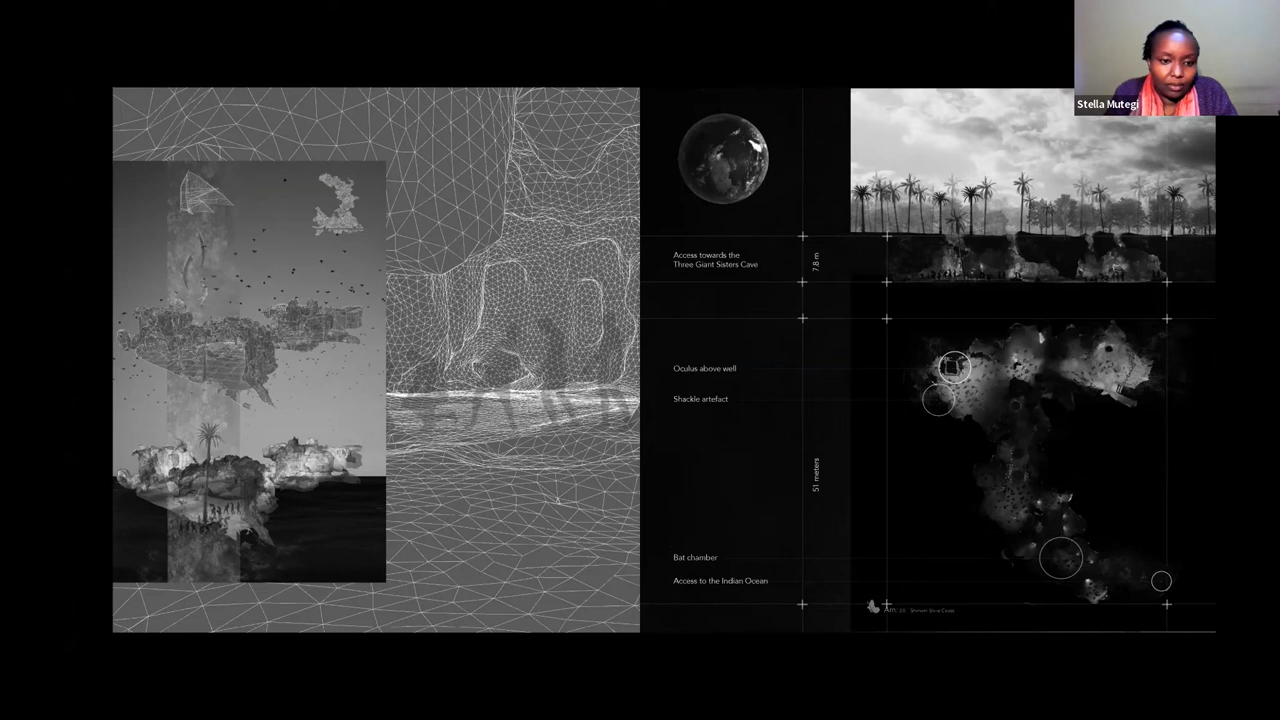 Stella Mutegi
Access towards the
Three Giant Sisters Cave
7.8 m
Oculus above well
Shackle artefact
51 meters
Bat chamber
Access to the Indian Ocean